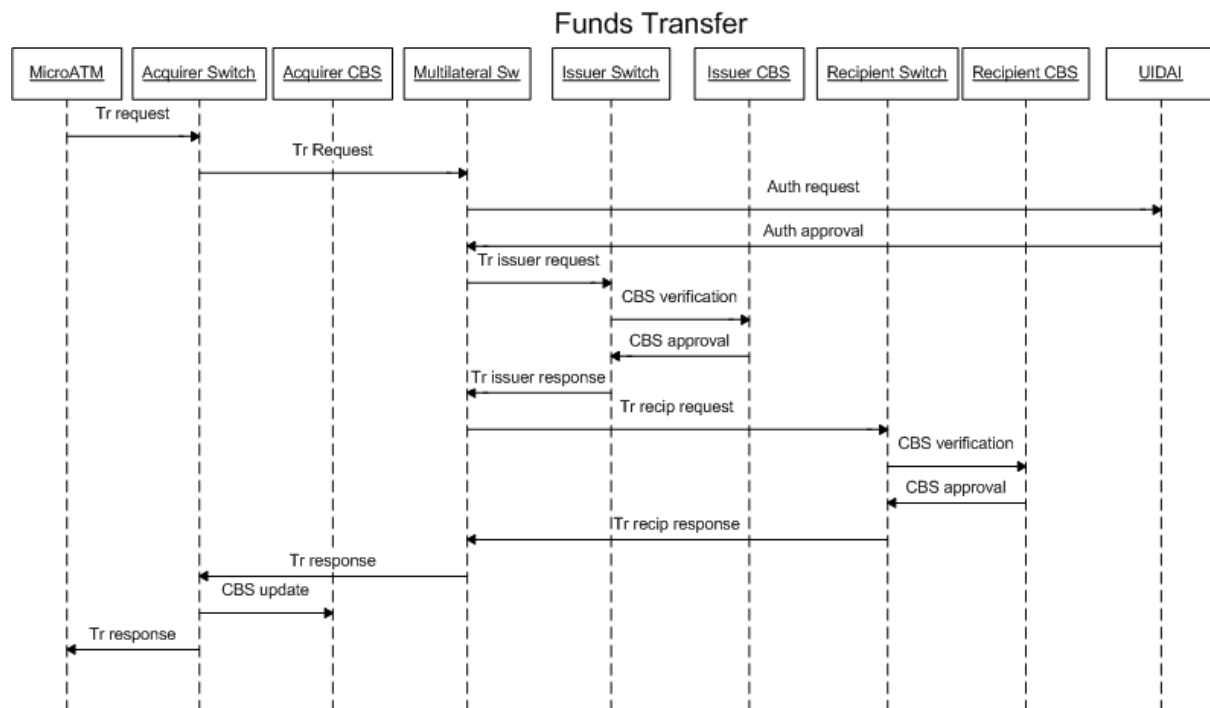 Funds Transfer
MicroATM
Acquirer Switch
Acquirer CBS
Multilateral Sw
Issuer Switch
Issuer CBS
Recipient Switch
Recipient CBS
UIDAI
Tr request
Tr Request
Auth request
Auth approval
Tr issuer request
CBS verification
CBS approval
Tr issuer response
Tr recip request
CBS verification
CBS approval
Tr recip response
Tr response
CBS update
Tr response